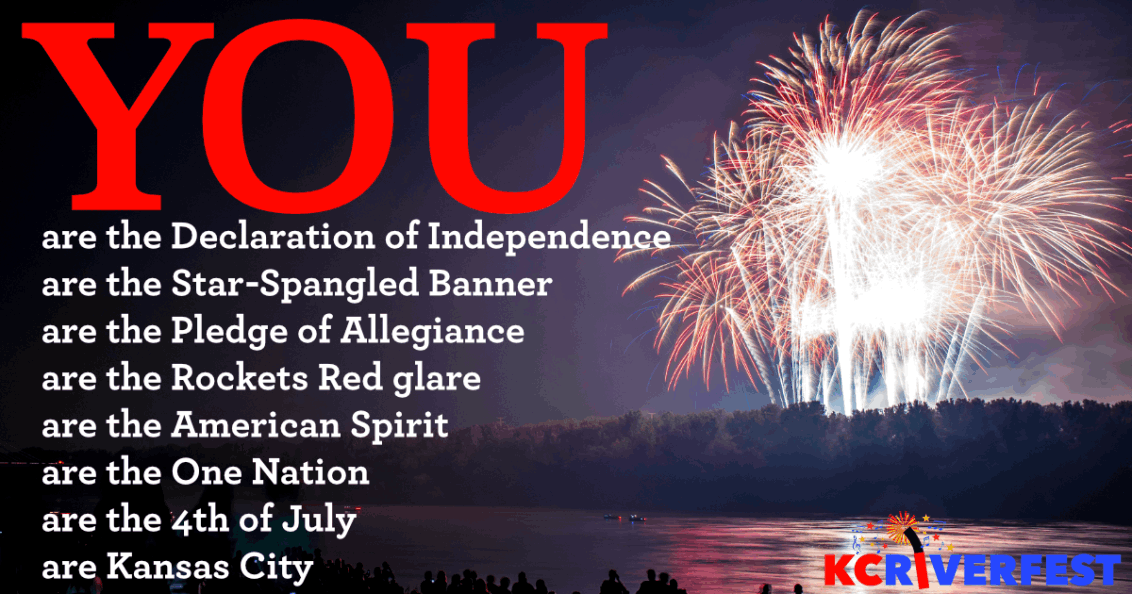 YOU
are the Declaration of Independence
are the Star-Spangled Banner
are the Pledge of Allegiance
are the Rockets Red glare
are the American Spirit
are the One Nation
are the 4th of July
are Kansas City
KCRIVERFEST